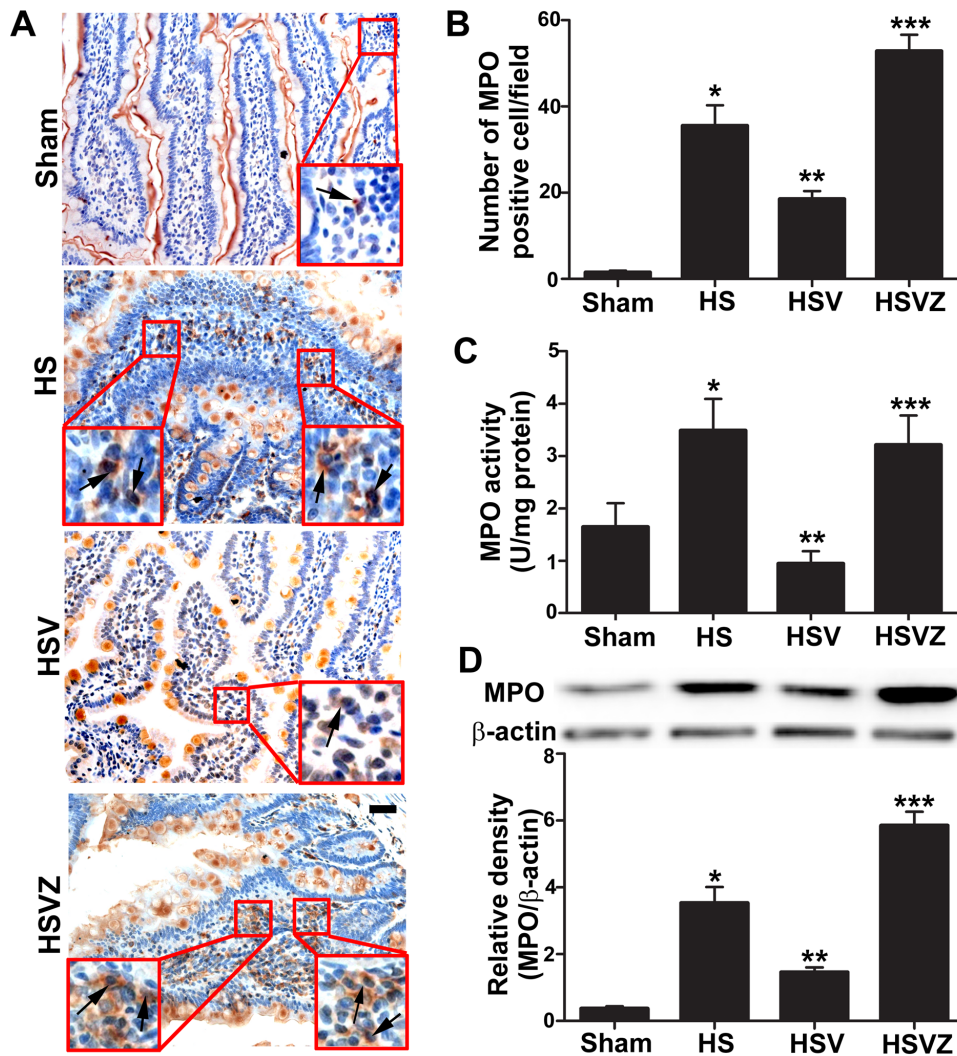 A
Sham
HS
HSV
HSVZ
B
Number of MPO
positive cell/field
60
40
20
0
*
**
***
Sham HS HSV HSVZ
C
MPO activity
(U/mg protein)
5
4
3
2
1
0
*
**
***
Sham HS HSV HSVZ
D
MPO
β-actin
Relative density
(MPO/β-actin)
8
6
4
2
0
*
**
***
Sham HS HSV HSVZ